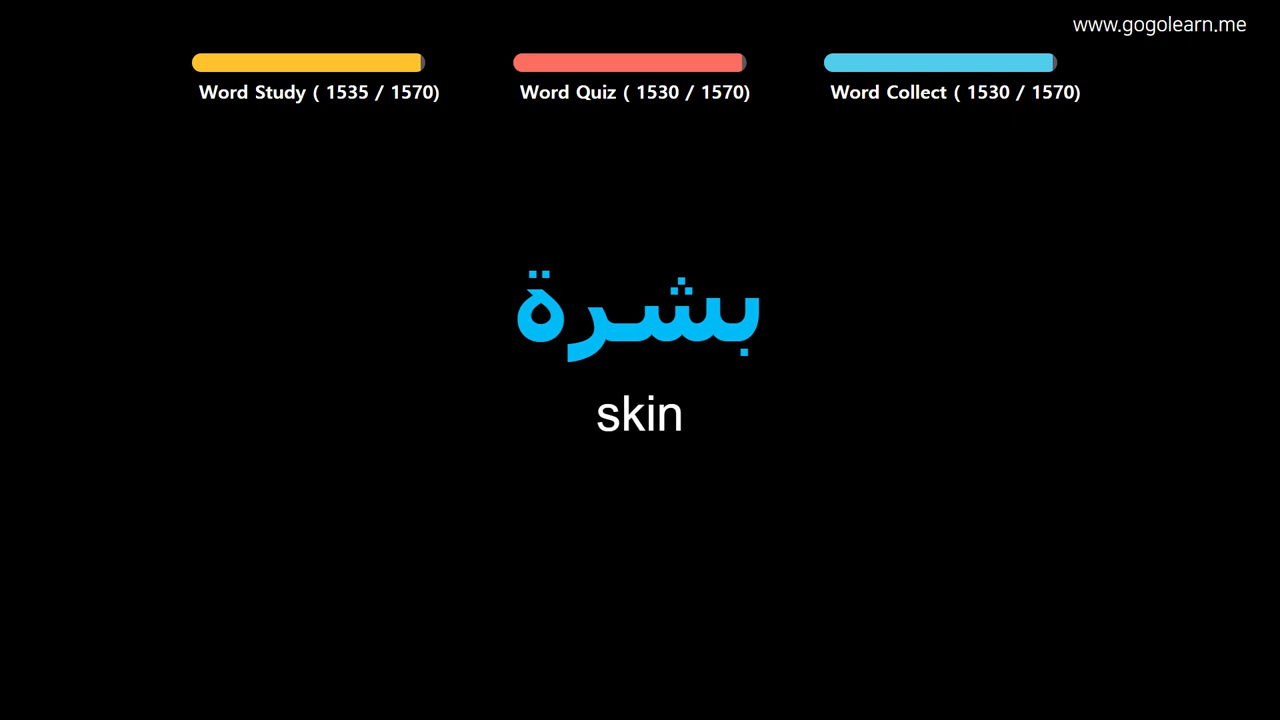 www.gogolearn.me
Word Study ( 1535 / 1570)
Word Quiz ( 1530 / 1570)
Word Collect ( 1530 / 1570)
بشرة
skin